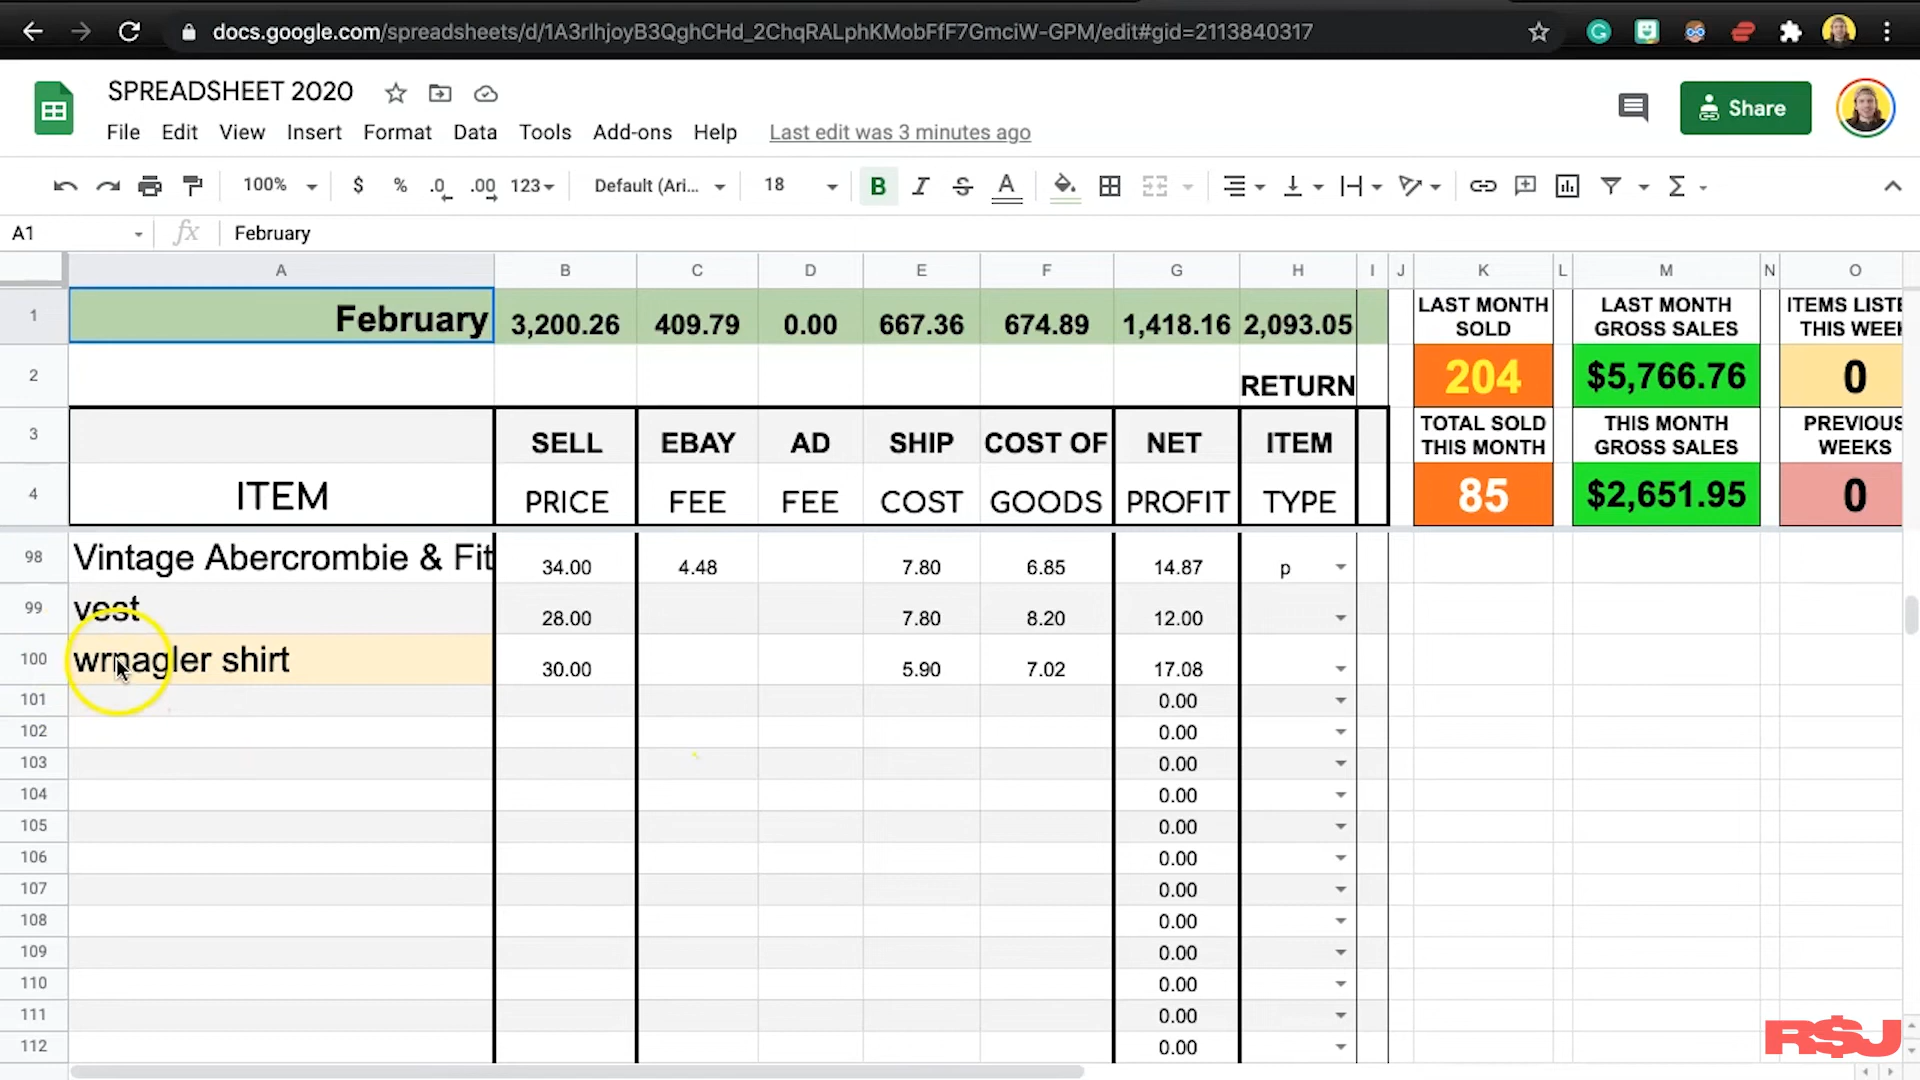 docs.google.com/spreadsheets/d/1A3rlhjoyB3QghCHd_2ChqRALphKMobFfF7GmciW-GPM/edit#gid=2113840317
SPREADSHEET 2020
Share
File Edit View Insert Format Data Tools Add-ons Help Last edit was 3 minutes ago
100% $ % .0 .00 123 Default (Ari... 18 B I S A
A1 fx February
A B C D E F G H I J K L M N O
1 February 3,200.26 409.79 0.00 667.36 674.89 1,418.16 2,093.05 LAST MONTH SOLD LAST MONTH GROSS SALES ITEMS LISTE THIS WEEK
2 RETURN 204 $5,766.76 0
3 SELL EBAY AD SHIP COST OF NET ITEM TOTAL SOLD THIS MONTH THIS MONTH GROSS SALES PREVIOUS WEEKS
4 ITEM PRICE FEE FEE COST GOODS PROFIT TYPE 85 $2,651.95 0
98 Vintage Abercrombie & Fit 34.00 4.48 7.80 6.85 14.87 p
99 vest 28.00 7.80 8.20 12.00
100 wrnagler shirt 30.00 5.90 7.02 17.08
101 0.00
102 0.00
103 0.00
104 0.00
105 0.00
106 0.00
107 0.00
108 0.00
109 0.00
110 0.00
111 0.00
112 0.00
R$J